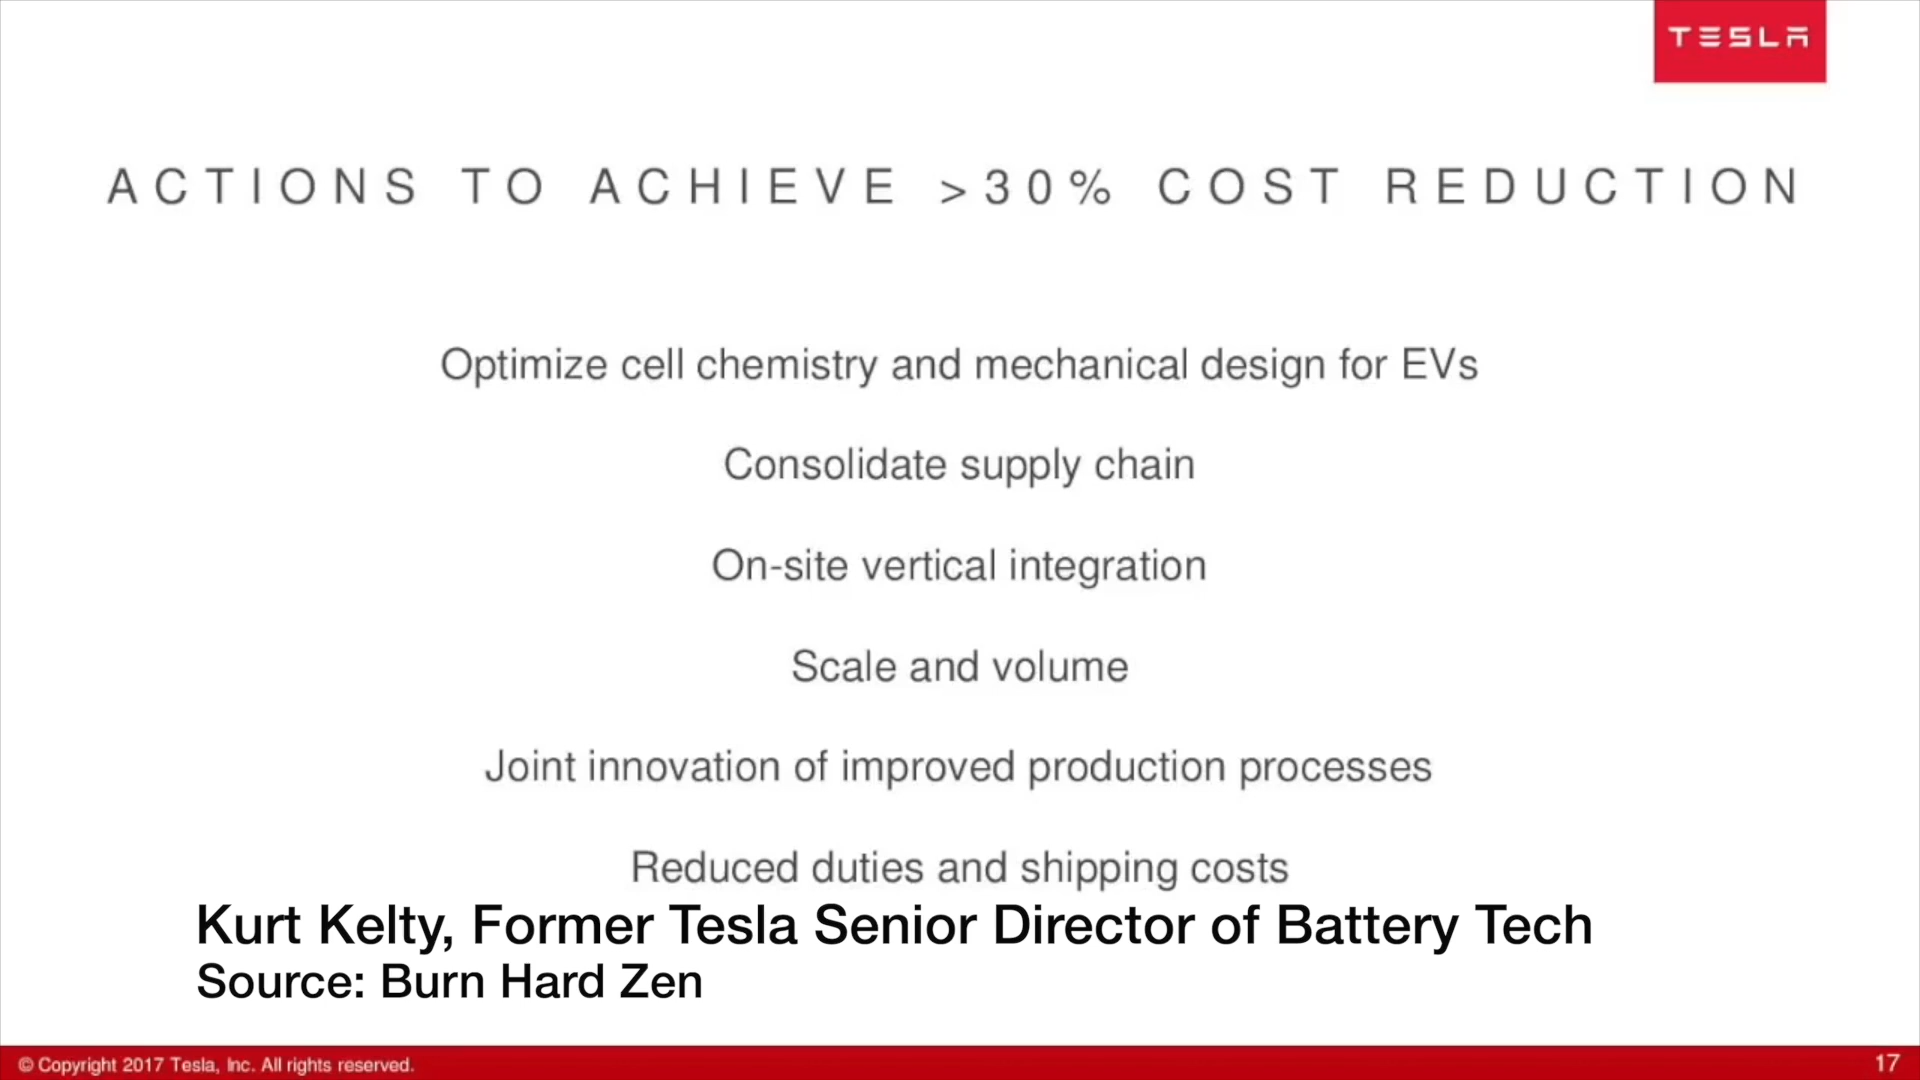 TESLA
ACTIONS TO ACHIEVE >30% COST REDUCTION
Optimize cell chemistry and mechanical design for EVs
Consolidate supply chain
On-site vertical integration
Scale and volume
Joint innovation of improved production processes
Reduced duties and shipping costs
Kurt Kelty, Former Tesla Senior Director of Battery Tech
Source: Burn Hard Zen
© Copyright 2017 Tesla, Inc. All rights reserved.
17